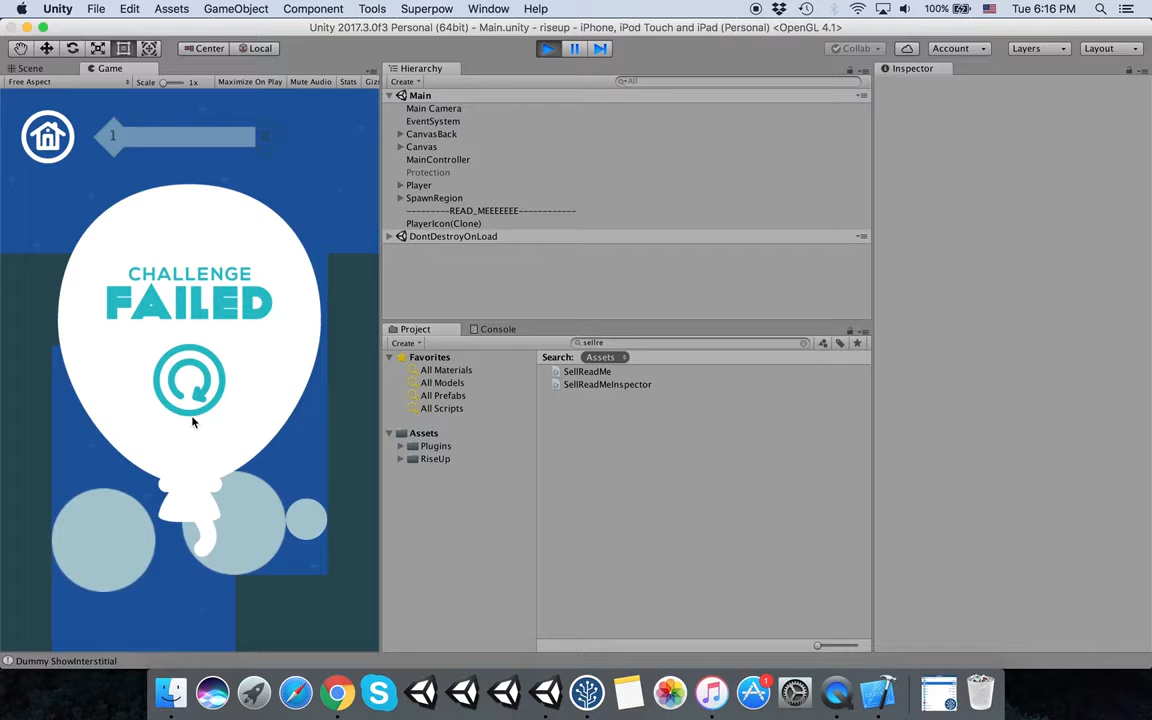 Unity File Edit Assets GameObject Component Tools Superpow Window Help 100% Tue 6:16 PM
Unity 2017.3.0f3 Personal (64bit) - Main.unity - riseup - iPhone, iPod Touch and iPad (Personal) <OpenGL 4.1>
Center Local Collab Account Layers Layout
Scene Game Hierarchy Inspector
Free Aspect Scale 1x Maximize On Play Mute Audio Stats Giz Create All
Main
Main Camera
EventSystem
CanvasBack
Canvas
MainController
Protection
Player
SpawnRegion
---------READ_MEEEEEE------------
PlayerIcon(Clone)
DontDestroyOnLoad
1
CHALLENGE
FAILED
Project Console
Create sellre
Favorites
All Materials
All Models
All Prefabs
All Scripts
Assets
Plugins
RiseUp
Search: Assets
SellReadMe
SellReadMeInspector
Dummy ShowInterstitial
1